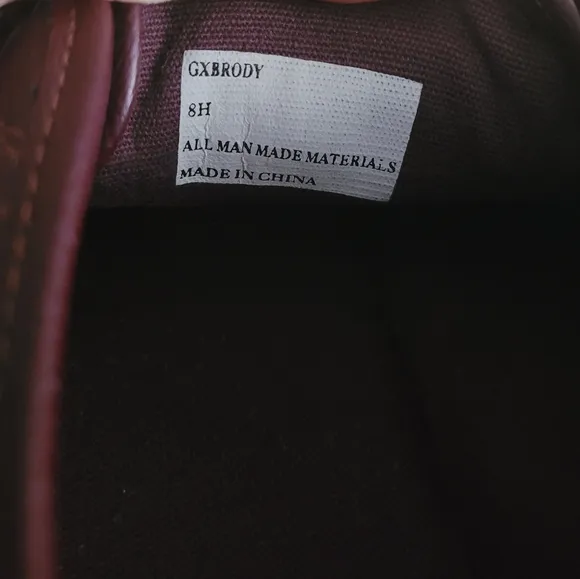 GXBRODY
8H
ALL MAN MADE MATERIALS
MADE IN CHINA